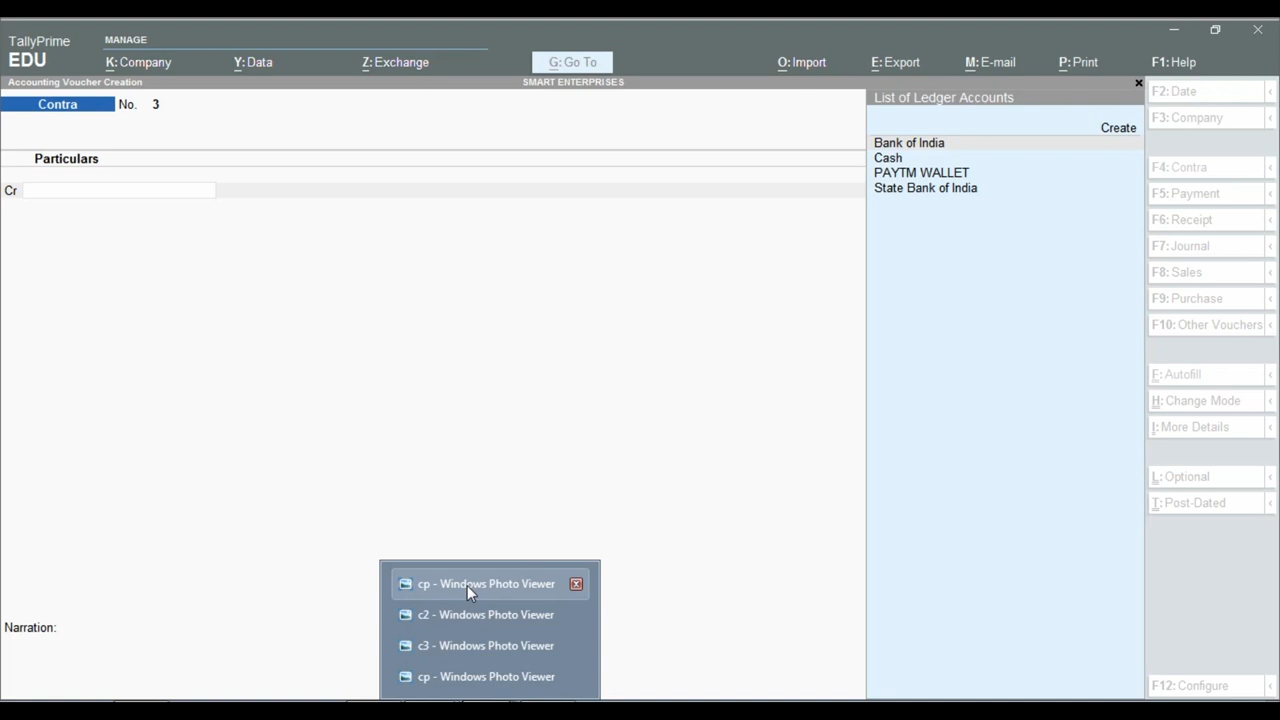 TallyPrime
EDU
MANAGE
K: Company
Y: Data
Z: Exchange
G: Go To
O: Import
E: Export
M: E-mail
P: Print
F1: Help
Accounting Voucher Creation
SMART ENTERPRISES
Contra No. 3
Particulars
Cr
List of Ledger Accounts
Create
Bank of India
Cash
PAYTM WALLET
State Bank of India
F2: Date
F3: Company
F4: Contra
F5: Payment
F6: Receipt
F7: Journal
F8: Sales
F9: Purchase
F10: Other Vouchers
F: Autofill
H: Change Mode
I: More Details
L: Optional
T: Post-Dated
F12: Configure
cp - Windows Photo Viewer
c2 - Windows Photo Viewer
c3 - Windows Photo Viewer
cp - Windows Photo Viewer
Narration: